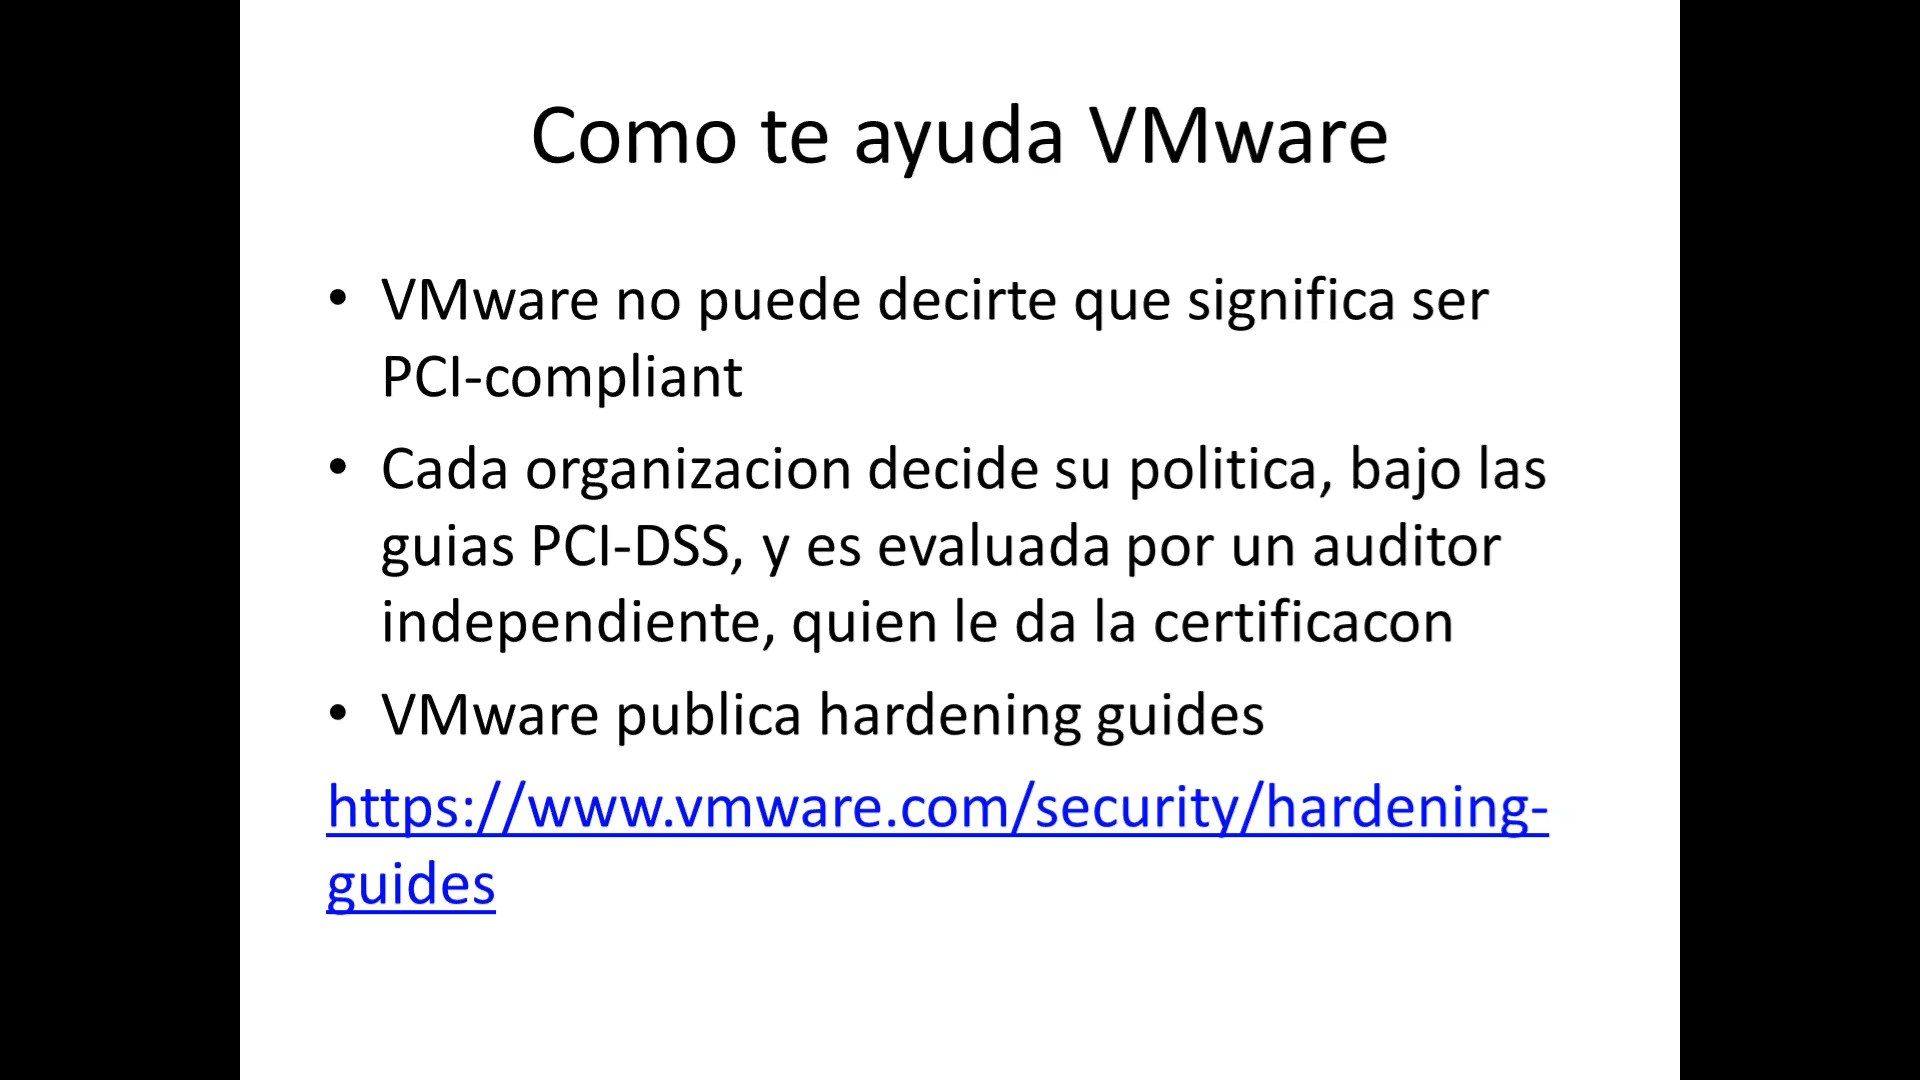 Como te ayuda VMware
• VMware no puede decirte que significa ser
PCI-compliant
• Cada organizacion decide su politica, bajo las
guias PCI-DSS, y es evaluada por un auditor
independiente, quien le da la certificacon
• VMware publica hardening guides
https://www.vmware.com/security/hardening-
guides